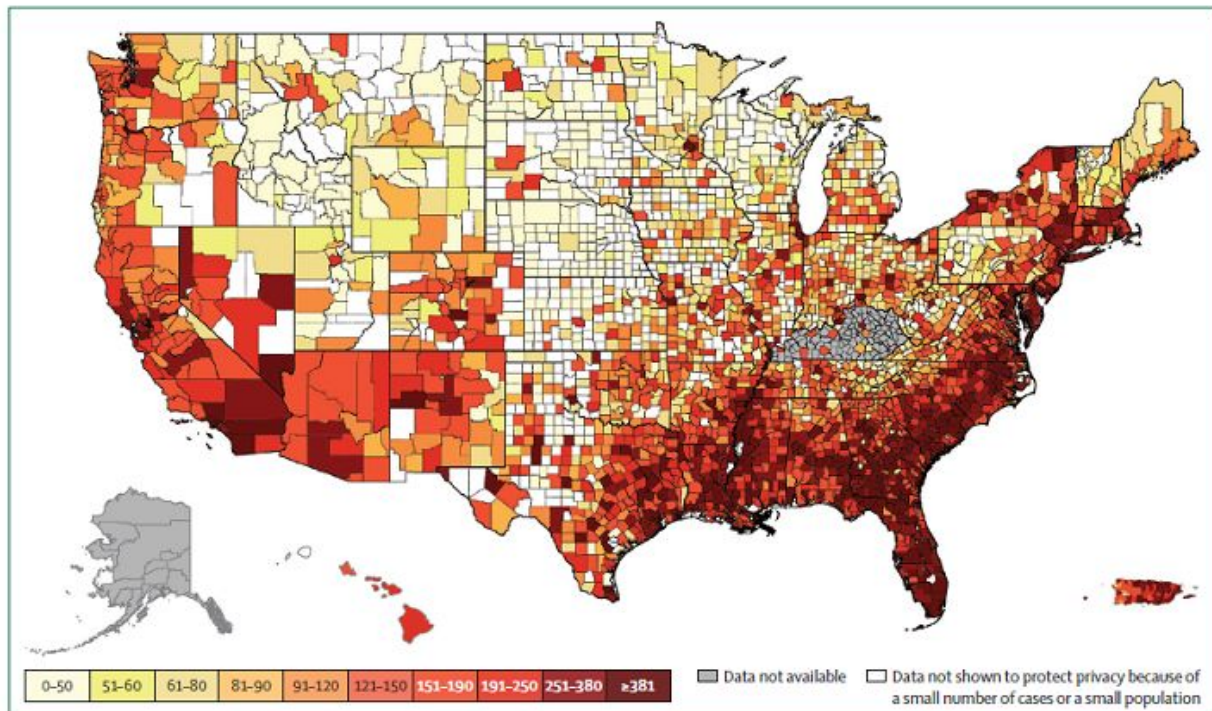 0–50 51–60 61–80 81–90 91–120 121–150 151–190 191–250 251–380 ≥381
Data not available
Data not shown to protect privacy because of
a small number of cases or a small population